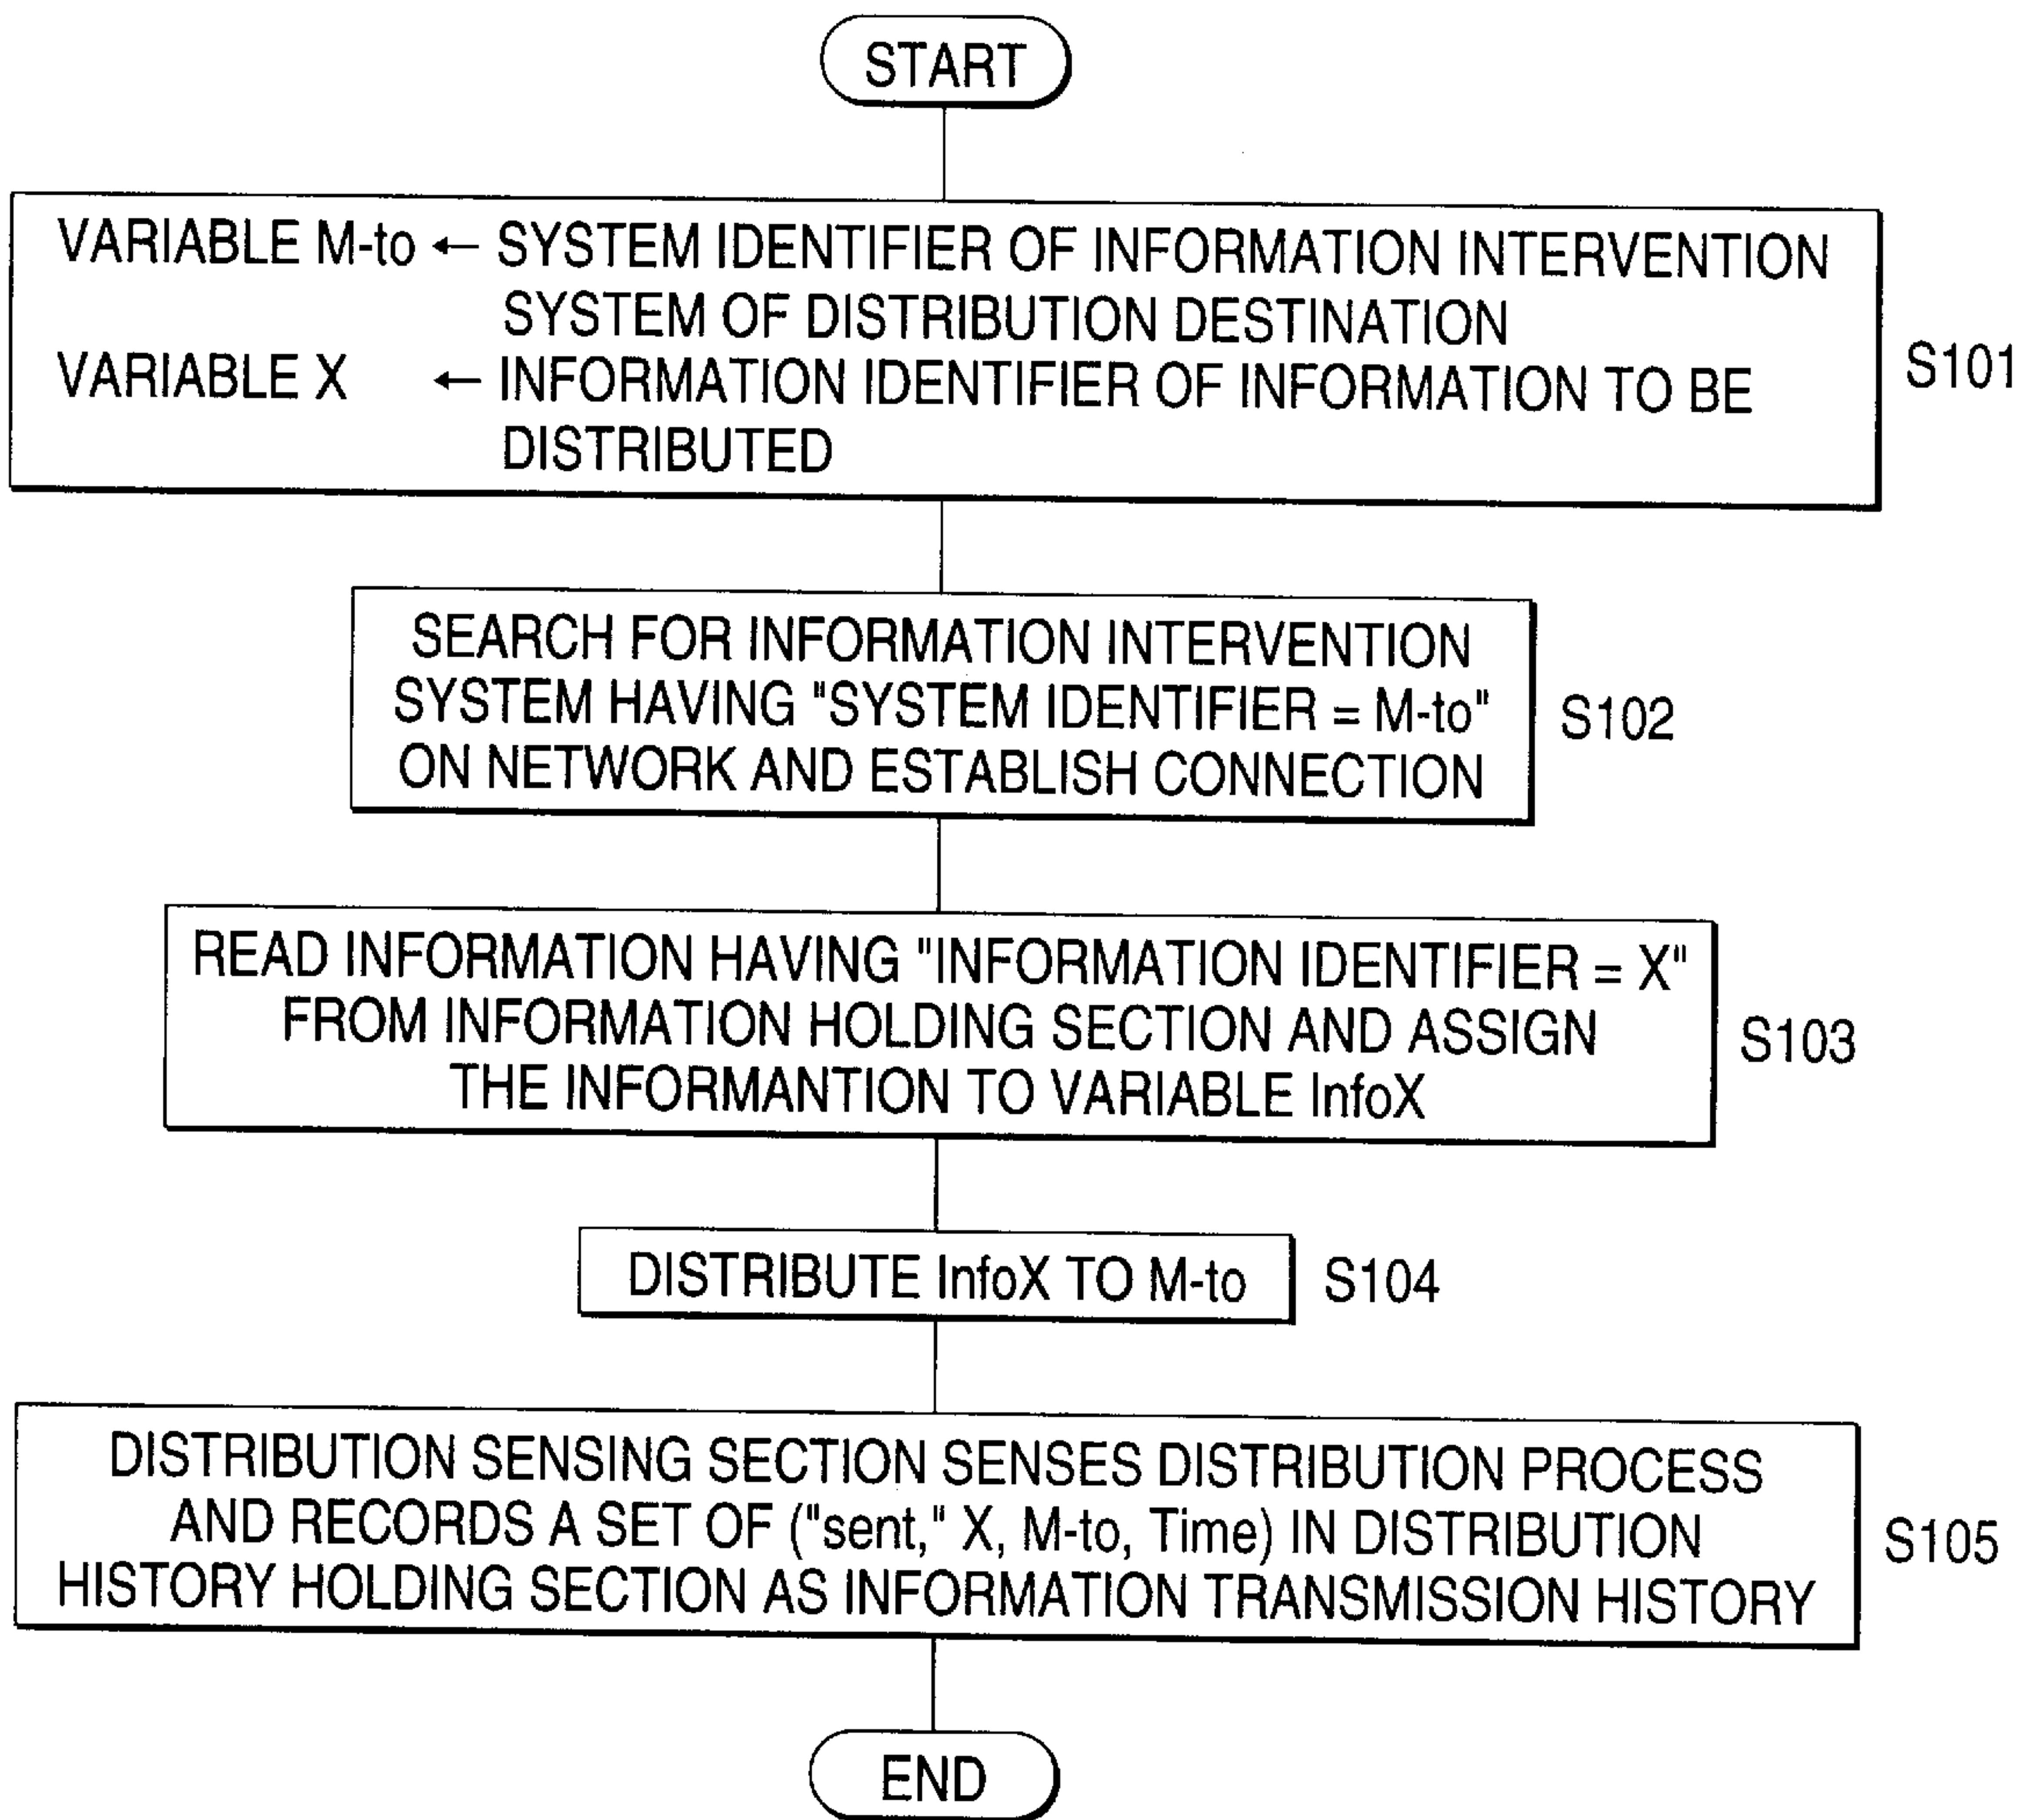 START
VARIABLE M-to ← SYSTEM IDENTIFIER OF INFORMATION INTERVENTION
SYSTEM OF DISTRIBUTION DESTINATION
VARIABLE X ← INFORMATION IDENTIFIER OF INFORMATION TO BE
DISTRIBUTED
S101
SEARCH FOR INFORMATION INTERVENTION
SYSTEM HAVING "SYSTEM IDENTIFIER = M-to"
ON NETWORK AND ESTABLISH CONNECTION
S102
READ INFORMATION HAVING "INFORMATION IDENTIFIER = X"
FROM INFORMATION HOLDING SECTION AND ASSIGN
THE INFORMANTION TO VARIABLE InfoX
S103
DISTRIBUTE InfoX TO M-to
S104
DISTRIBUTION SENSING SECTION SENSES DISTRIBUTION PROCESS
AND RECORDS A SET OF ("sent," X, M-to, Time) IN DISTRIBUTION
HISTORY HOLDING SECTION AS INFORMATION TRANSMISSION HISTORY
S105
END